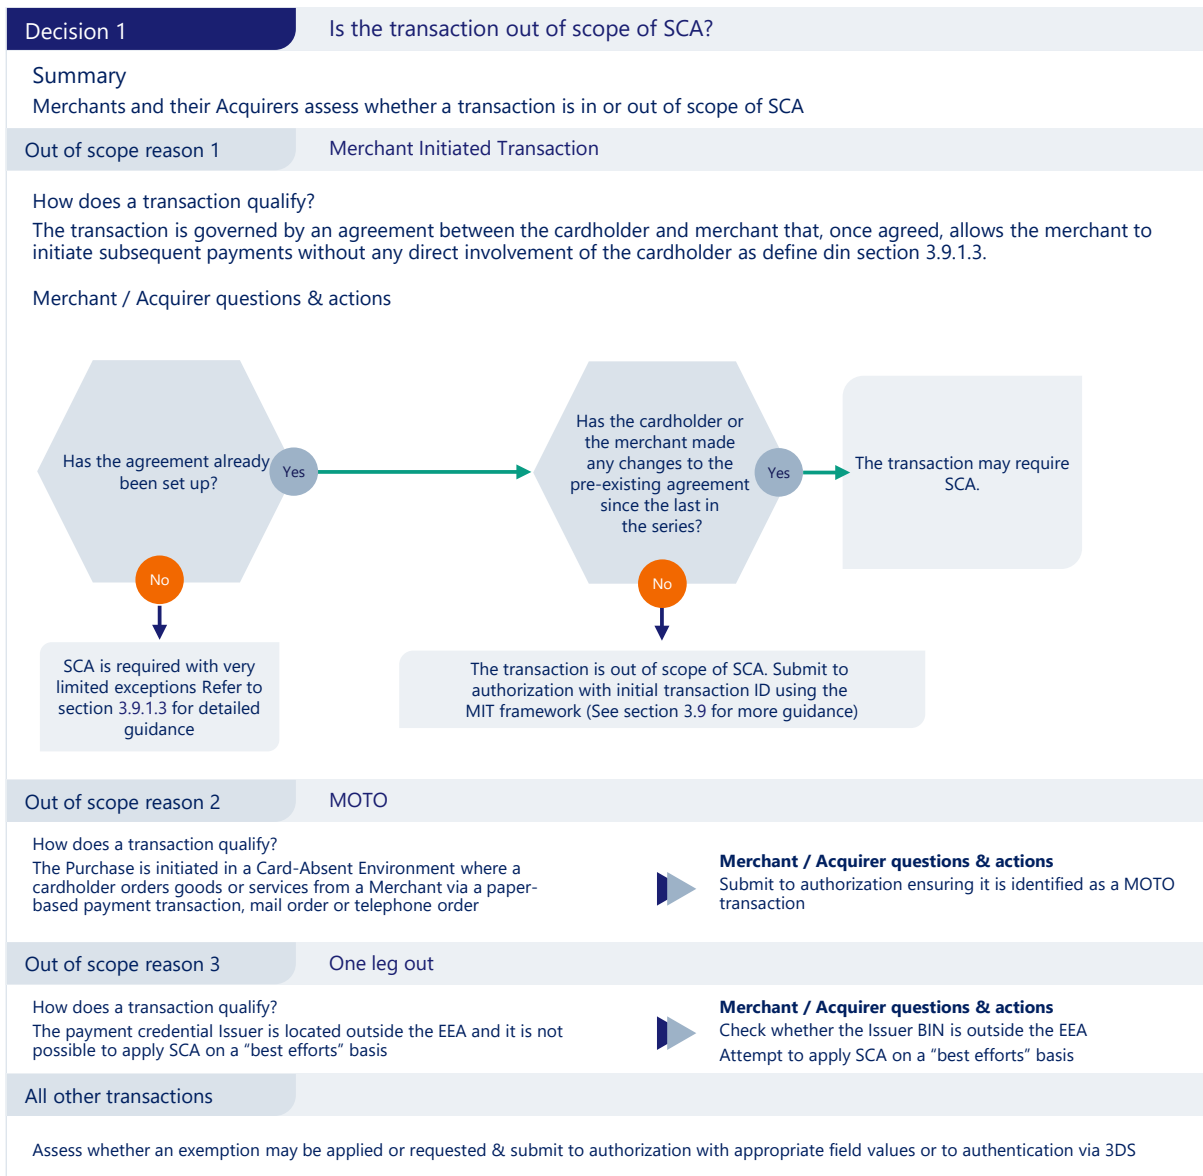 Decision 1
Is the transaction out of scope of SCA?
Summary
Merchants and their Acquirers assess whether a transaction is in or out of scope of SCA
Out of scope reason 1
Merchant Initiated Transaction
How does a transaction qualify?
The transaction is governed by an agreement between the cardholder and merchant that, once agreed, allows the merchant to
initiate subsequent payments without any direct involvement of the cardholder as define din section 3.9.1.3.
Merchant / Acquirer questions & actions
Has the agreement already
been set up?
Yes
No
Has the cardholder or
the merchant made
any changes to the
pre-existing agreement
since the last in
the series?
Yes
No
The transaction may require
SCA.
SCA is required with very
limited exceptions Refer to
section 3.9.1.3 for detailed
guidance
The transaction is out of scope of SCA. Submit to
authorization with initial transaction ID using the
MIT framework (See section 3.9 for more guidance)
Out of scope reason 2
MOTO
How does a transaction qualify?
The Purchase is initiated in a Card-Absent Environment where a
cardholder orders goods or services from a Merchant via a paper-
based payment transaction, mail order or telephone order
Merchant / Acquirer questions & actions
Submit to authorization ensuring it is identified as a MOTO
transaction
Out of scope reason 3
One leg out
How does a transaction qualify?
The payment credential Issuer is located outside the EEA and it is not
possible to apply SCA on a “best efforts” basis
Merchant / Acquirer questions & actions
Check whether the Issuer BIN is outside the EEA
Attempt to apply SCA on a “best efforts” basis
All other transactions
Assess whether an exemption may be applied or requested & submit to authorization with appropriate field values or to authentication via 3DS